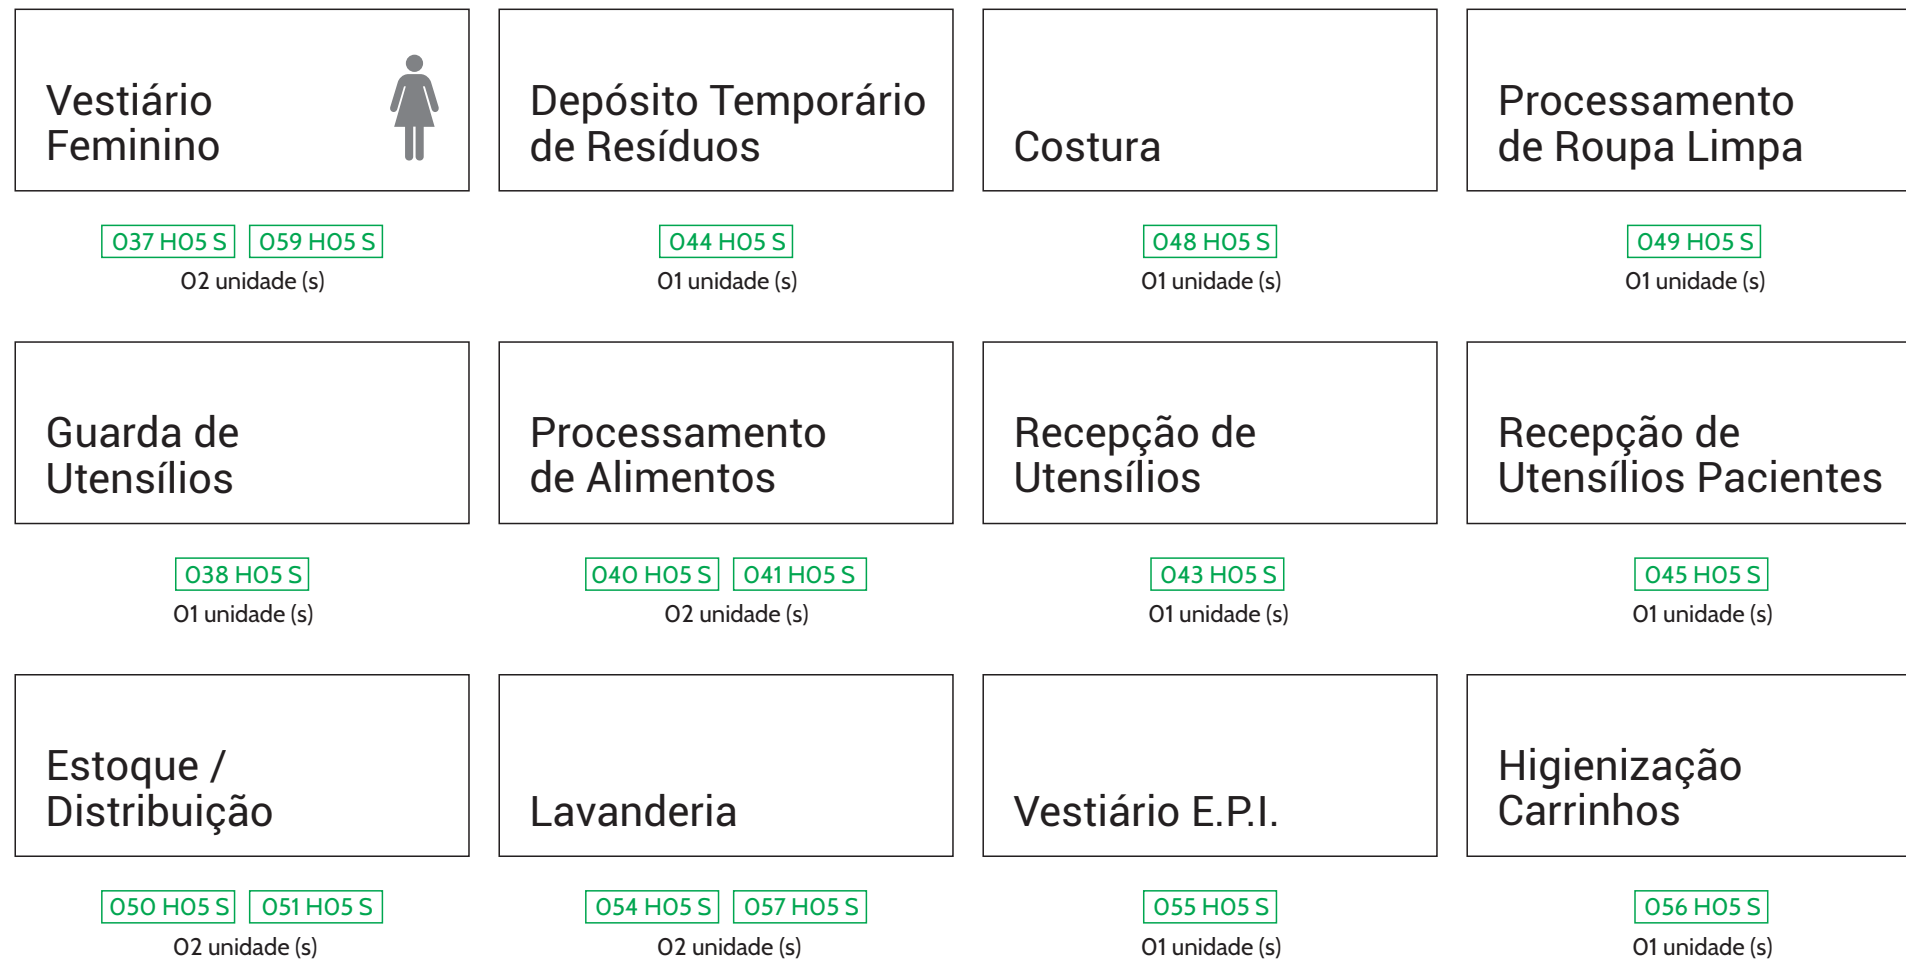 Vestiário
Feminino
Depósito Temporário
de Resíduos
Costura
Processamento
de Roupa Limpa
037 H05 S
059 H05 S
044 H05 S
048 H05 S
049 H05 S
02 unidade (s)
01 unidade (s)
01 unidade (s)
01 unidade (s)
Guarda de
Utensílios
Processamento
de Alimentos
Recepção de
Utensílios
Recepção de
Utensílios Pacientes
038 H05 S
040 H05 S
041 H05 S
043 H05 S
045 H05 S
01 unidade (s)
02 unidade (s)
01 unidade (s)
01 unidade (s)
Estoque /
Distribuição
Lavanderia
Vestiário E.P.I.
Higienização
Carrinhos
050 H05 S
051 H05 S
054 H05 S
057 H05 S
055 H05 S
056 H05 S
02 unidade (s)
02 unidade (s)
01 unidade (s)
01 unidade (s)